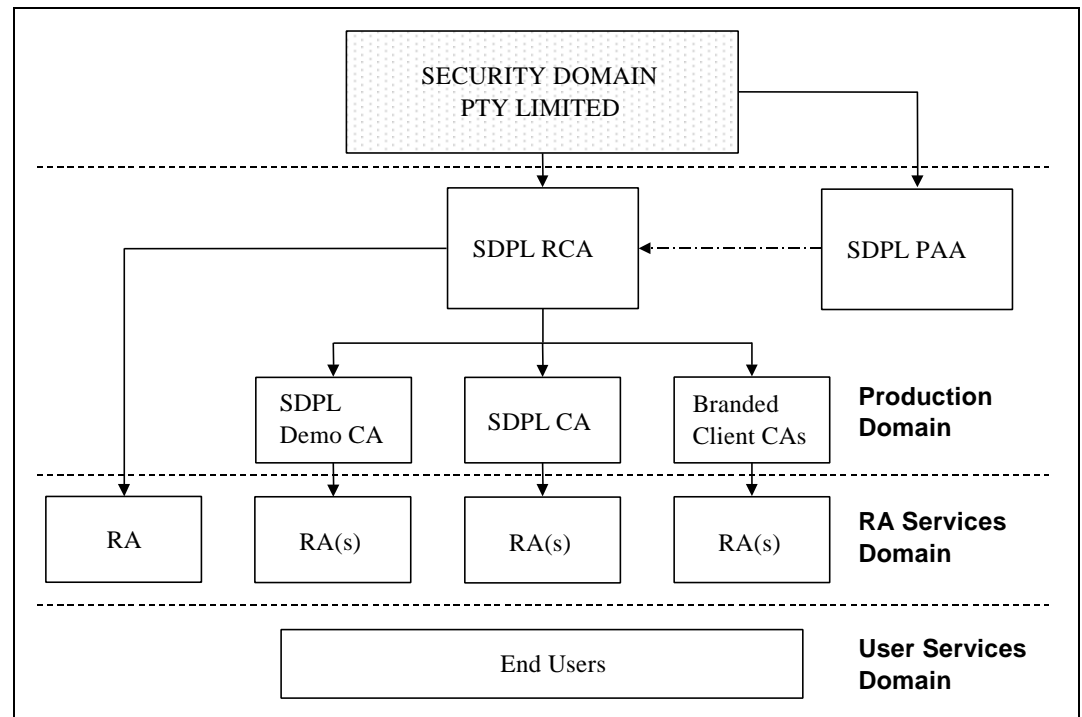 SECURITY DOMAIN
PTY LIMITED
SDPL RCA
SDPL PAA
SDPL
Demo CA
SDPL CA
Branded
Client CAs
Production
Domain
RA
RA(s)
RA(s)
RA(s)
RA Services
Domain
End Users
User Services
Domain